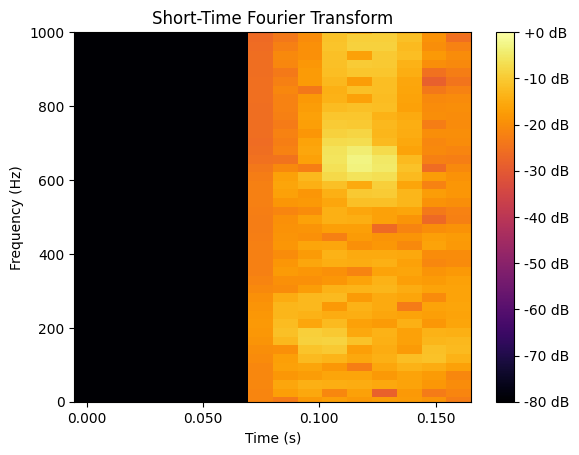 Short-Time Fourier Transform
1000
800
600
400
200
0
Frequency (Hz)
0.000
0.050
0.100
0.150
Time (s)
+0 dB
-10 dB
-20 dB
-30 dB
-40 dB
-50 dB
-60 dB
-70 dB
-80 dB